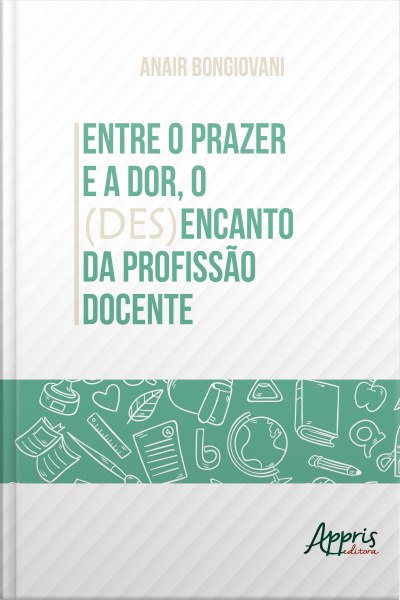 ANAIR BONGIOVANI
ENTRE O PRAZER
E A DOR, O
(DES)ENCANTO
DA PROFISSÃO
DOCENTE
Appris
editora